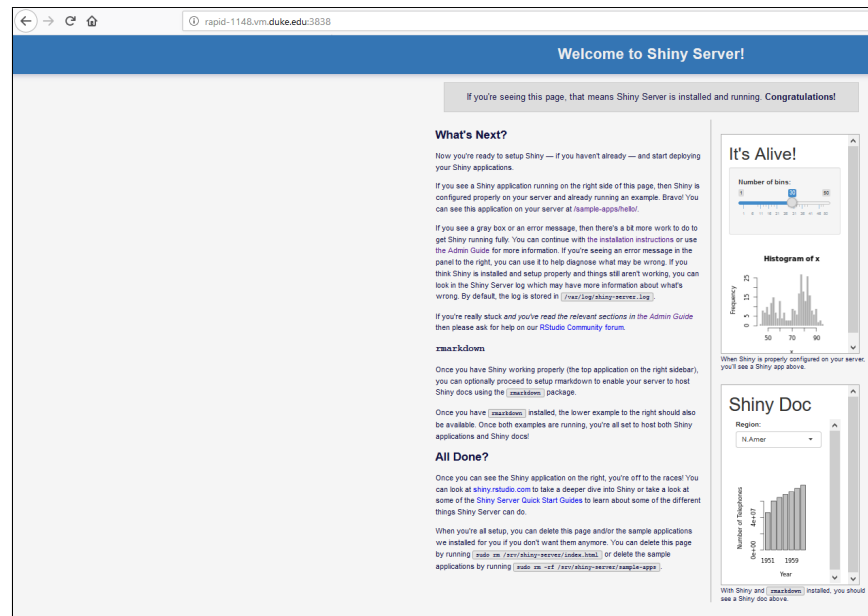 rapid-1148.vm.duke.edu:3838
Welcome to Shiny Server!
If you're seeing this page, that means Shiny Server is installed and running. Congratulations!
What's Next?
Now you're ready to setup Shiny — if you haven't already — and start deploying
your Shiny applications.
If you see a Shiny application running on the right side of this page, then Shiny is
configured properly on your server and already running an example. Bravo! You
can see this application on your server at /sample-apps/hello/.
If you see a gray box or an error message, then there's a bit more work to do to
get Shiny running fully. You can continue with the installation instructions or use
the Admin Guide for more information. If you're seeing an error message in the
panel to the right, you can use it to help diagnose what may be wrong. If you
think Shiny is installed and setup properly and things still aren't working, you can
look in the Shiny Server log which may have more information about what's
wrong. By default, the log is stored in /var/log/shiny-server.log.
If you're really stuck and you've read the relevant sections in the Admin Guide
then please ask for help on our RStudio Community forum.
rmarkdown
Once you have Shiny working properly (the top application on the right sidebar),
you can optionally proceed to setup rmarkdown to enable your server to host
Shiny docs using the rmarkdown package.
Once you have rmarkdown installed, the lower example to the right should also
be available. Once both examples are running, you're all set to host both Shiny
applications and Shiny docs!
All Done?
Once you can see the Shiny application on the right, you're off to the races! You
can look at shiny.rstudio.com to take a deeper dive into Shiny or take a look at
some of the Shiny Server Quick Start Guides to learn about some of the different
things Shiny Server can do.
When you're all setup, you can delete this page and/or the sample applications
we installed for you if you don't want them anymore. You can delete this page
by running sudo rm /srv/shiny-server/index.html or delete the sample
applications by running sudo rm -rf /srv/shiny-server/sample-apps.
It's Alive!
Number of bins:
1 30 50
Histogram of x
Frequency
0 5 15 25
50 70 90
x
When Shiny is properly configured on your server,
you'll see a Shiny app above.
Shiny Doc
Region:
N.Amer
Number of Telephones
0e+00 4e+07
1951 1959
Year
With Shiny and rmarkdown installed, you should
see a Shiny doc above.